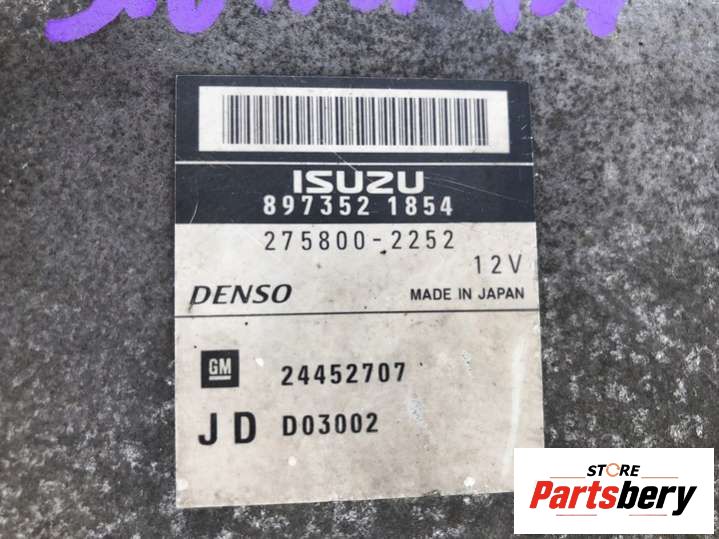 ISUZU
897352 1854
275800-2252
12V
DENSO
MADE IN JAPAN
GM
24452707
JD
D03002
STORE
Partsbery